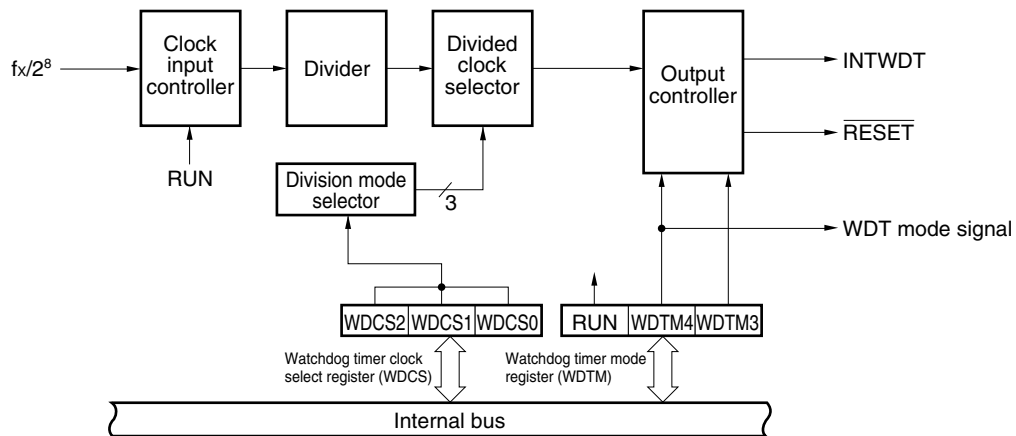 fx/2⁸
Clock
input
controller
Divider
Divided
clock
selector
Output
controller
INTWDT
RESET
RUN
Division mode
selector
3
WDT mode signal
WDCS2 WDCS1 WDCS0
RUN WDTM4 WDTM3
Watchdog timer clock
select register (WDCS)
Watchdog timer mode
register (WDTM)
Internal bus